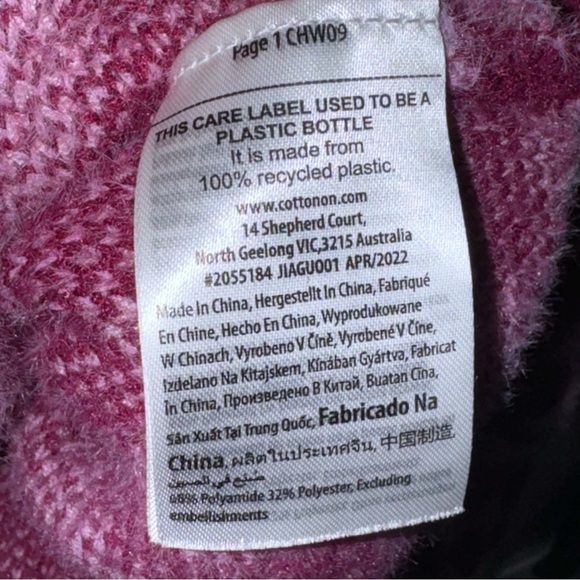 Page 1 CHW09
THIS CARE LABEL USED TO BE A
PLASTIC BOTTLE
It is made from
100% recycled plastic.
www.cottonon.com
14 Shepherd Court,
North Geelong VIC,3215 Australia
#2055184 JIAGU001 APR/2022
Made In China, Hergestellt In China, Fabriqué
En Chine, Hecho En China, Wyprodukowane
W Chinach, Vyrobeno V Číně, Vyrobené V Číne,
Izdelano Na Kitajskem, Kínában Gyártva, Fabricat
In China, Произведено В Китай, Buatan Cina,
Sản Xuất Tại Trung Quốc, Fabricado Na
China, ผลิตในประเทศจีน, 中国制造,
صنع في الصين
68% Polyamide 32% Polyester, Excluding
embellishments